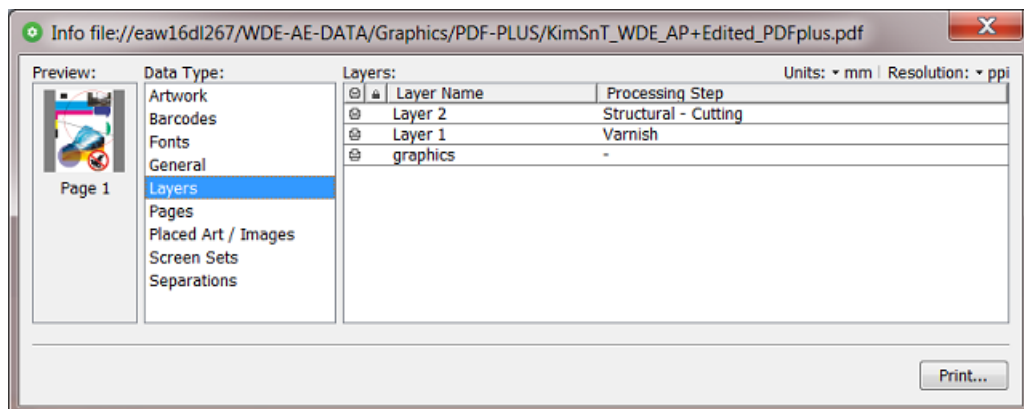 Info file://eaw16dl267/WDE-AE-DATA/Graphics/PDF-PLUS/KimSnT_WDE_AP+Edited_PDFplus.pdf
Preview:
Page 1
Data Type:
Artwork
Barcodes
Fonts
General
Layers
Pages
Placed Art / Images
Screen Sets
Separations
Layers: Units: mm | Resolution: ppi
Layer Name Processing Step
Layer 2 Structural - Cutting
Layer 1 Varnish
graphics -
Print...